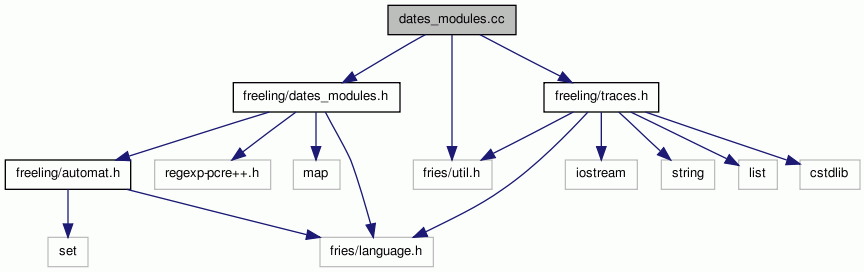 dates_modules.cc
freeling/dates_modules.h
freeling/traces.h
freeling/automat.h
regexp-pcre++.h
map
fries/util.h
iostream
string
list
cstdlib
set
fries/language.h